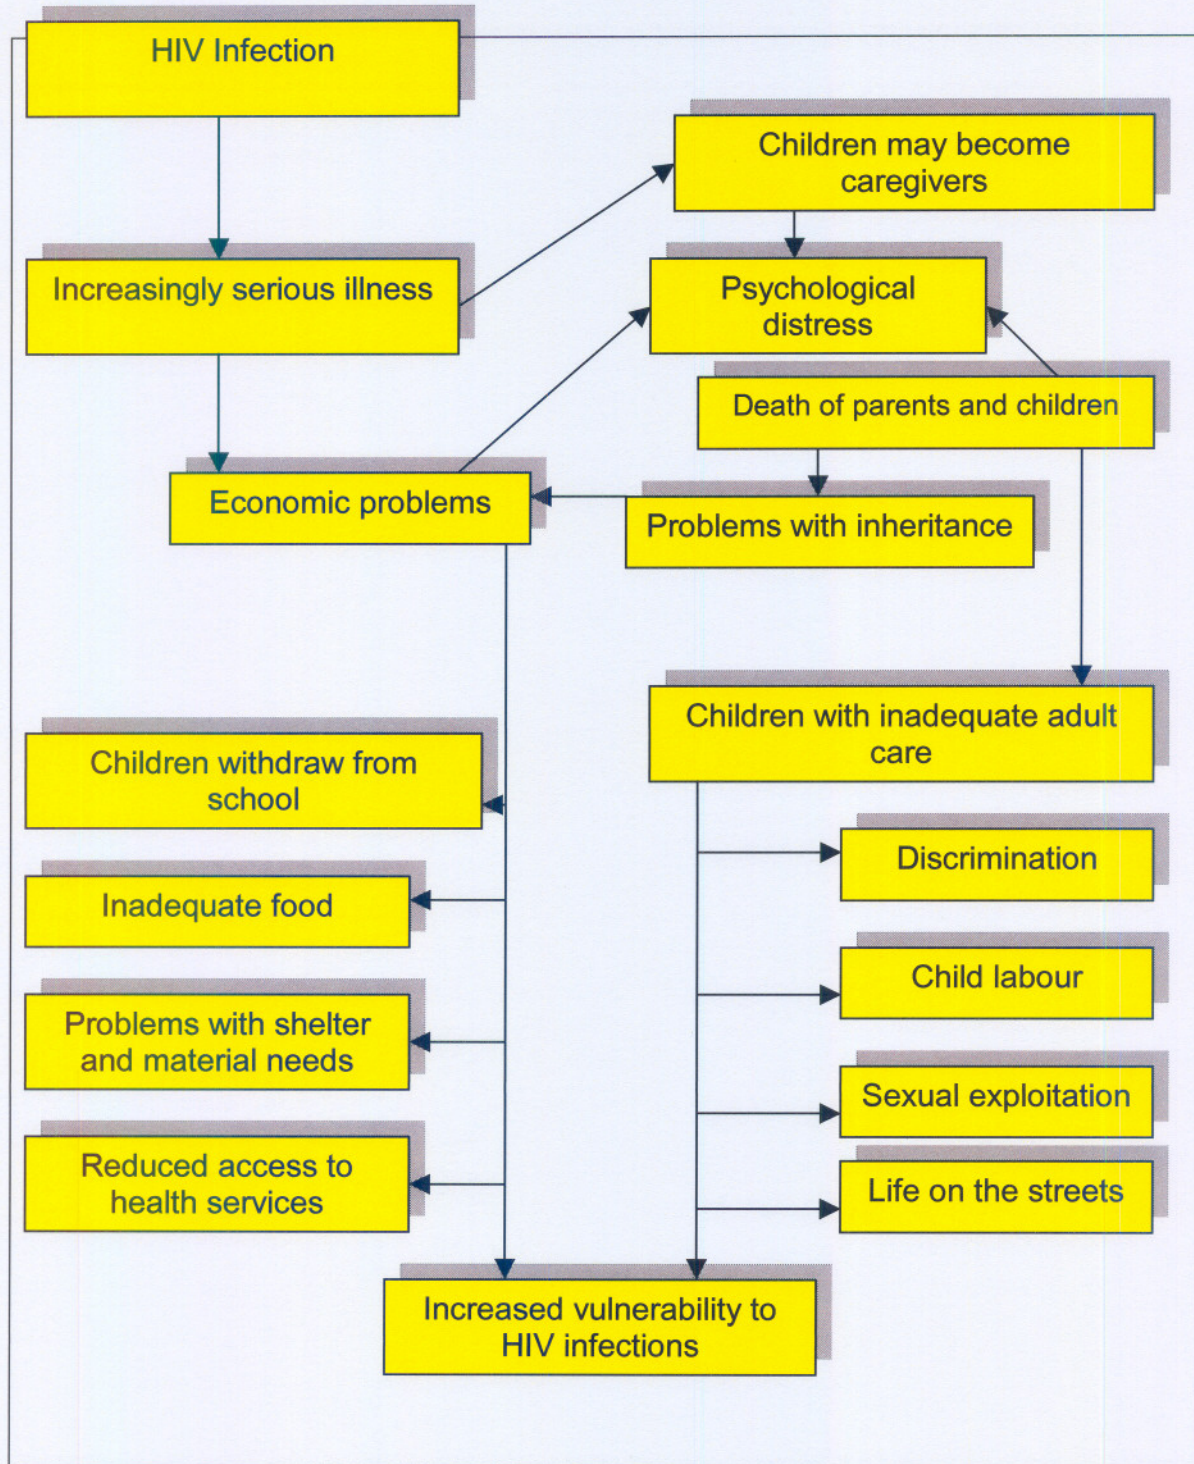 HIV Infection
Children may become
caregivers
Increasingly serious illness
Psychological
distress
Death of parents and children
Economic problems
Problems with inheritance
Children with inadequate adult
care
Children withdraw from
school
Discrimination
Inadequate food
Child labour
Problems with shelter
and material needs
Sexual exploitation
Reduced access to
health services
Life on the streets
Increased vulnerability to
HIV infections